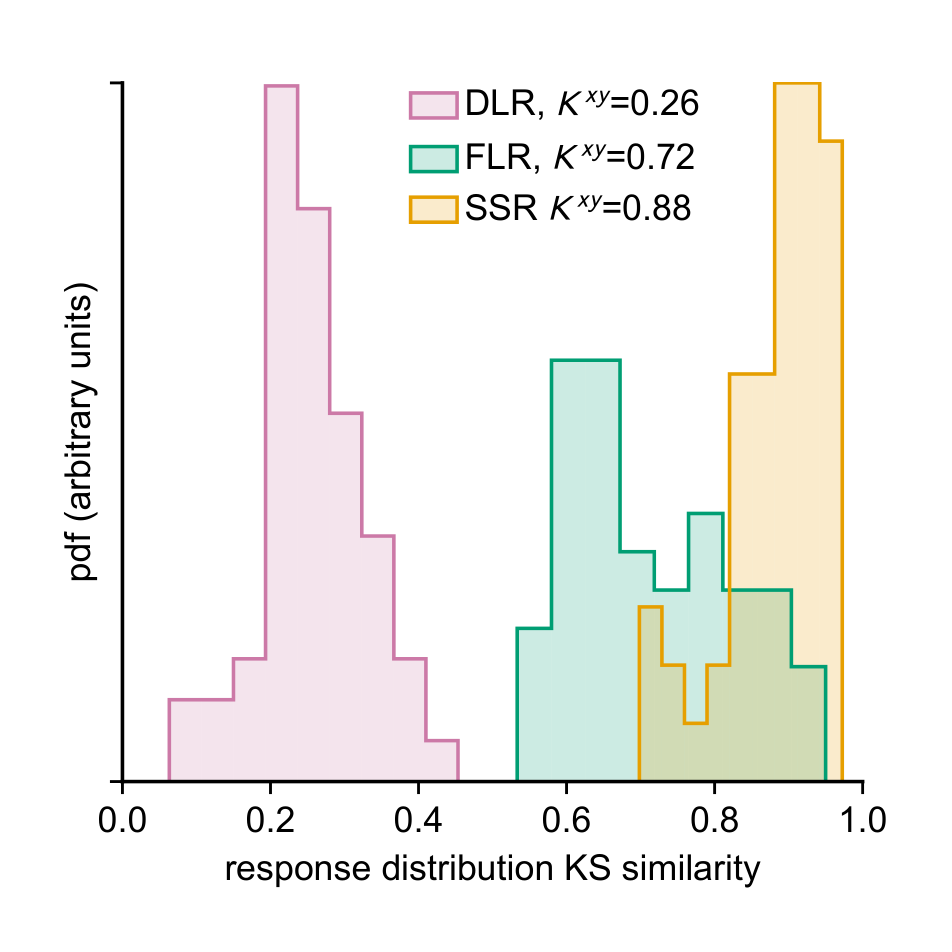 DLR, K^xy=0.26
FLR, K^xy=0.72
SSR K^xy=0.88
pdf (arbitrary units)
0.0 0.2 0.4 0.6 0.8 1.0
response distribution KS similarity